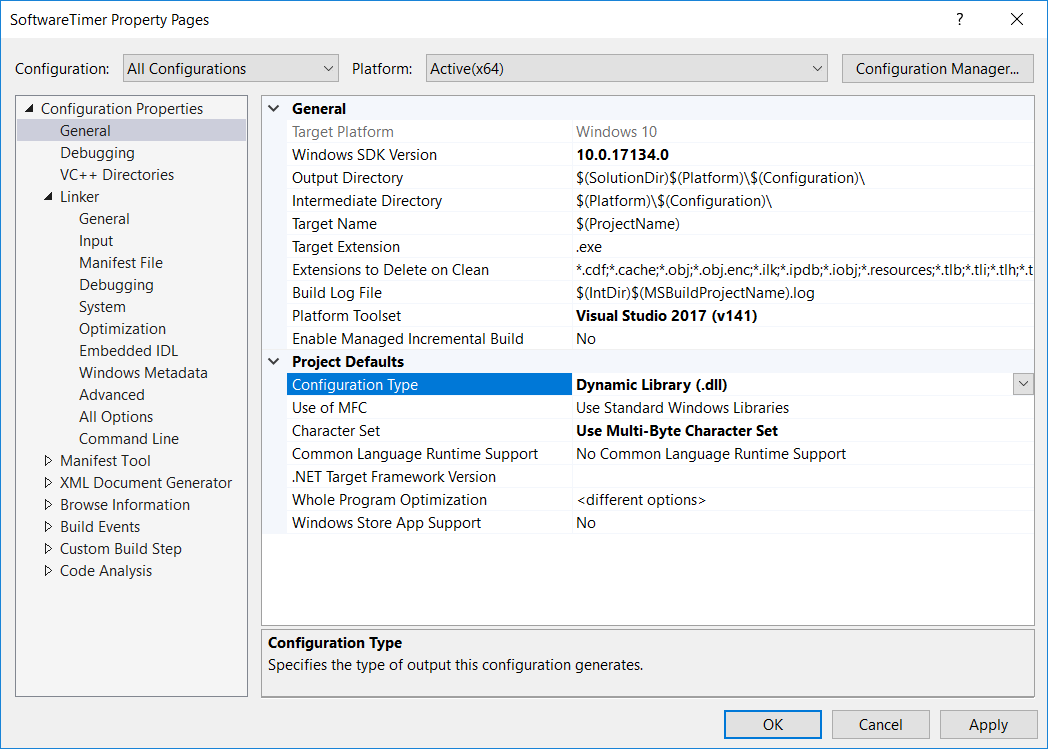 SoftwareTimer Property Pages
?
Configuration: All Configurations Platform: Active(x64) Configuration Manager...
Configuration Properties
General
Debugging
VC++ Directories
Linker
General
Input
Manifest File
Debugging
System
Optimization
Embedded IDL
Windows Metadata
Advanced
All Options
Command Line
Manifest Tool
XML Document Generator
Browse Information
Build Events
Custom Build Step
Code Analysis
General
Target Platform Windows 10
Windows SDK Version 10.0.17134.0
Output Directory $(SolutionDir)$(Platform)\$(Configuration)\
Intermediate Directory $(Platform)\$(Configuration)\
Target Name $(ProjectName)
Target Extension .exe
Extensions to Delete on Clean *.cdf;*.cache;*.obj;*.obj.enc;*.ilk;*.ipdb;*.iobj;*.resources;*.tlb;*.tli;*.tlh;*.t
Build Log File $(IntDir)$(MSBuildProjectName).log
Platform Toolset Visual Studio 2017 (v141)
Enable Managed Incremental Build No
Project Defaults
Configuration Type Dynamic Library (.dll)
Use of MFC Use Standard Windows Libraries
Character Set Use Multi-Byte Character Set
Common Language Runtime Support No Common Language Runtime Support
.NET Target Framework Version
Whole Program Optimization <different options>
Windows Store App Support No
Configuration Type
Specifies the type of output this configuration generates.
OK Cancel Apply